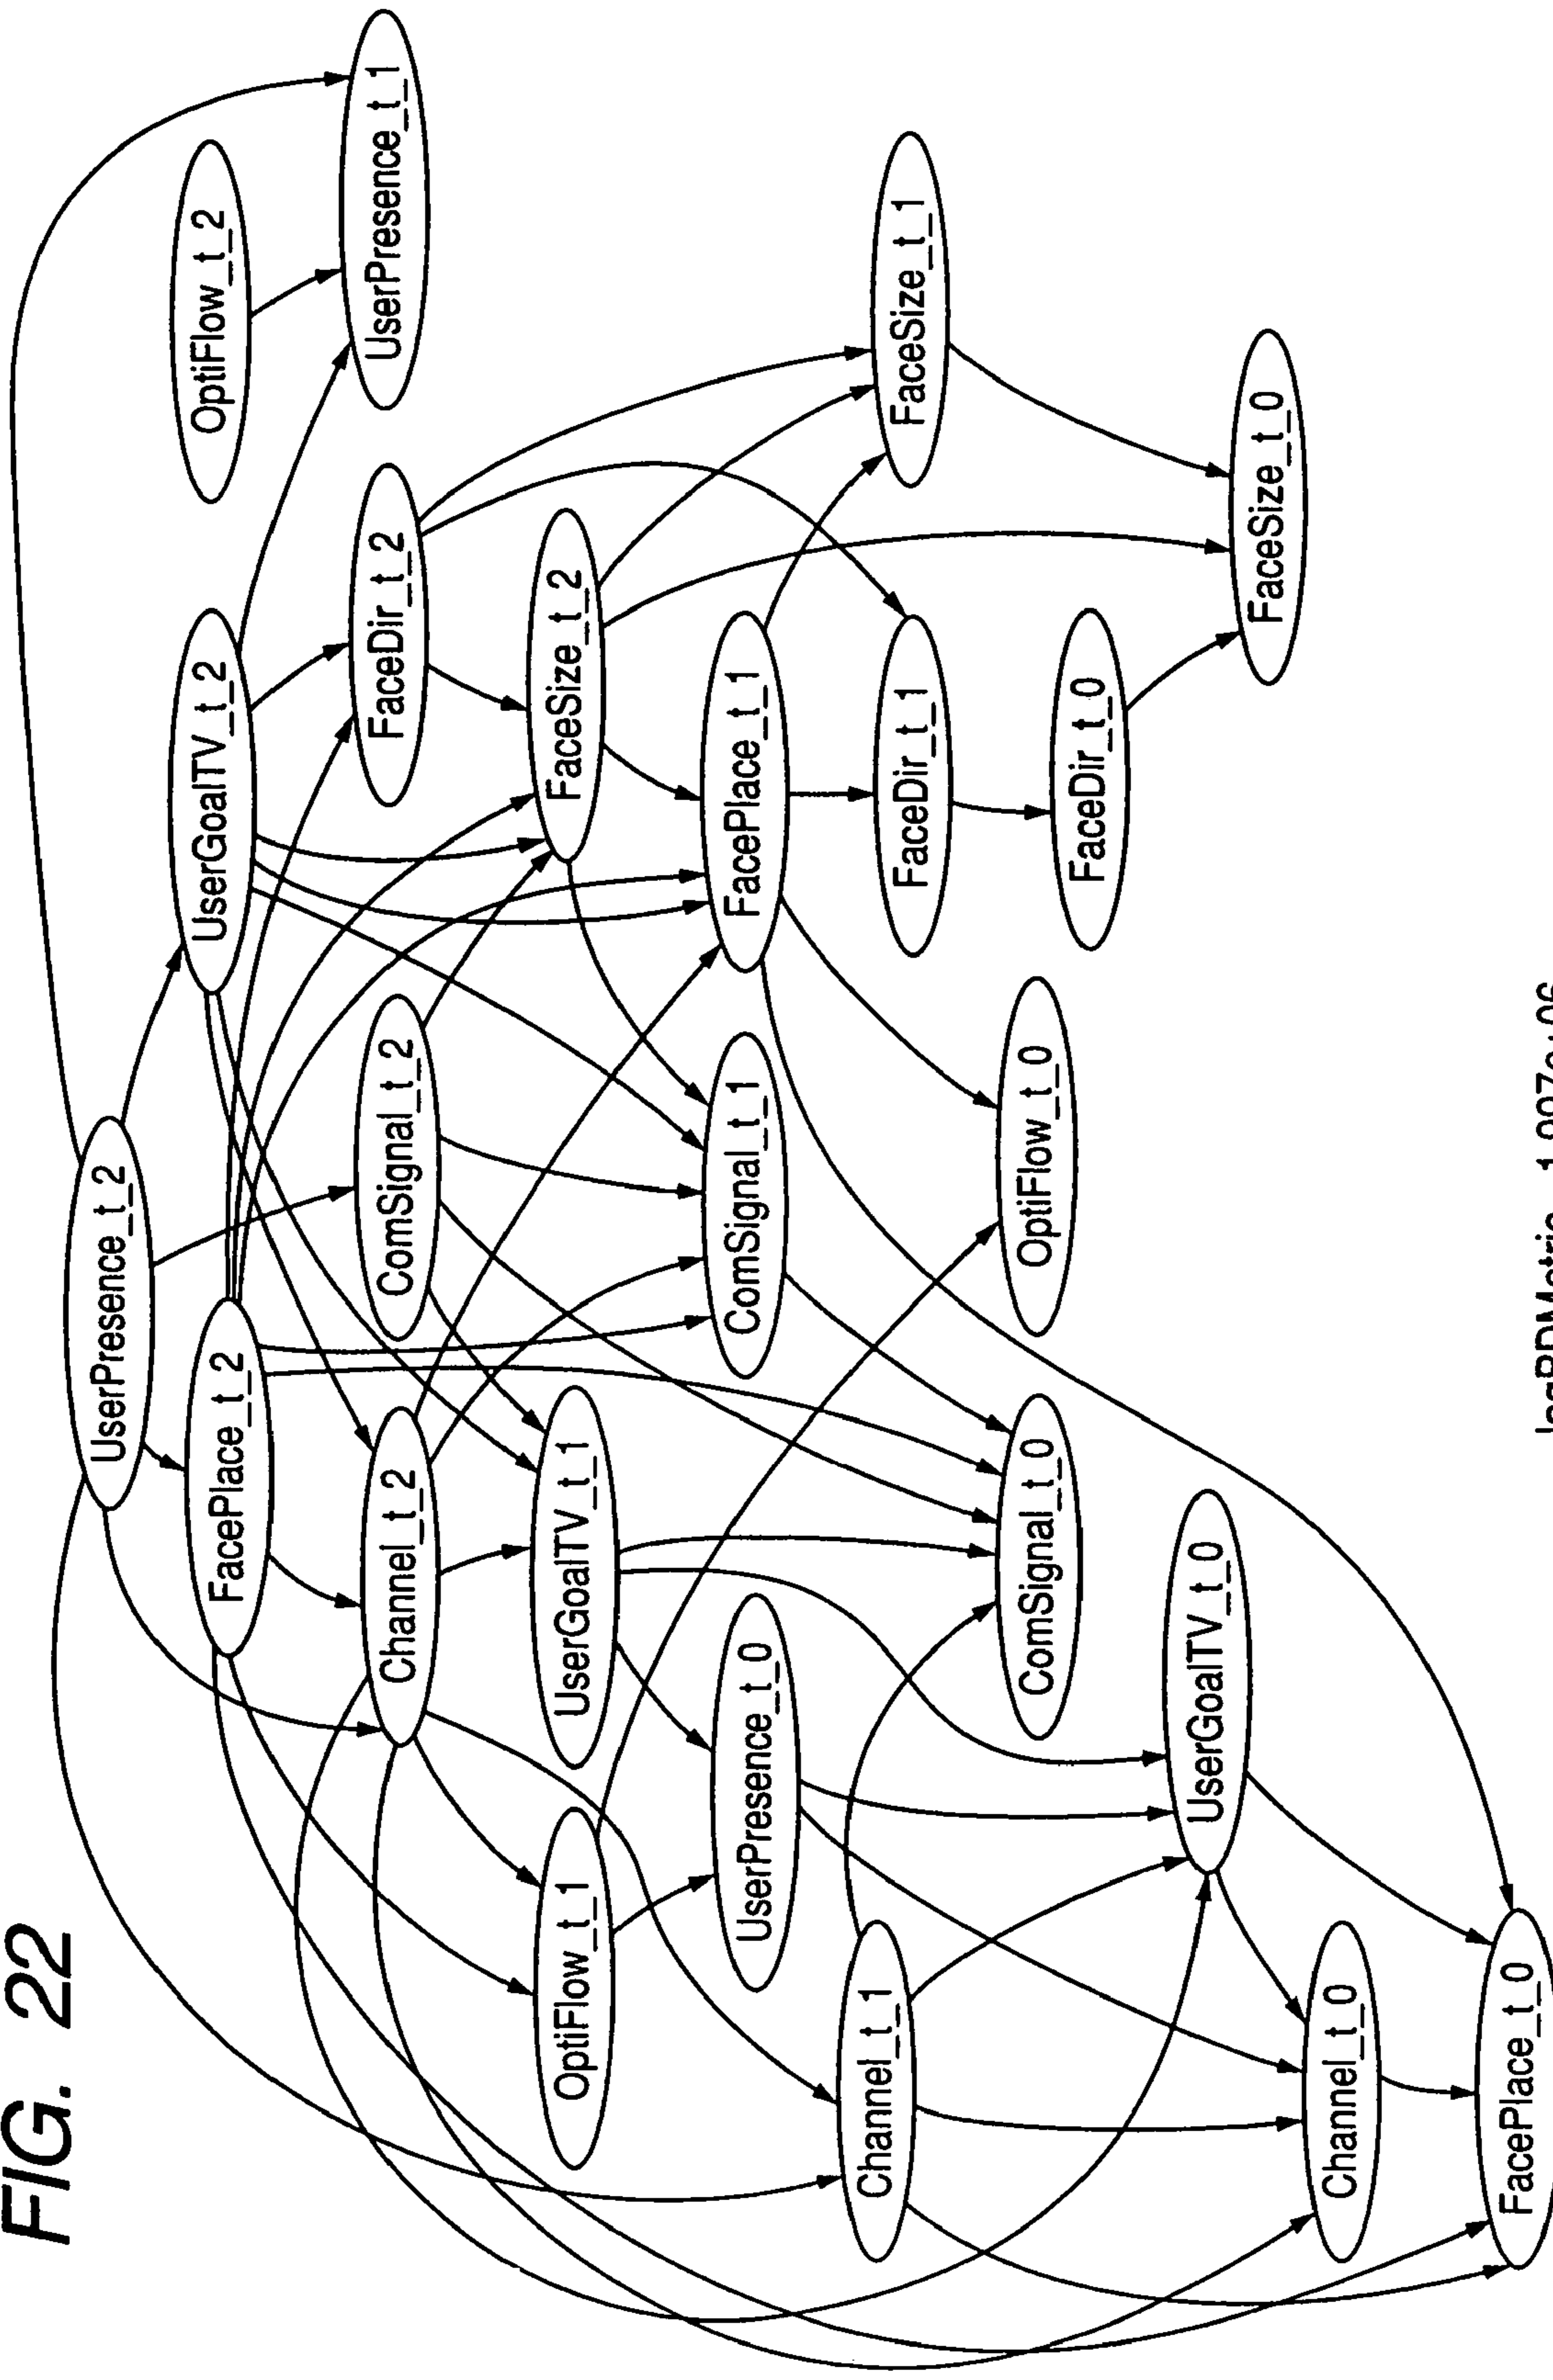 FIG. 22
UserPresence_t_2
OptiFlow_t_2
UserGoalTV_t_2
FacePlace_t_2
UserPresence_t_1
FaceDir_t_2
ComSignal_t_2
Channel_t_2
FaceSize_t_2
UserGoalTV_t_1
OptiFlow_t_1
FacePlace_t_1
ComSignal_t_1
UserPresence_t_0
FaceSize_t_1
FaceDir_t_1
Channel_t_1
OptiFlow_t_0
ComSignal_t_0
FaceDir_t_0
UserGoalTV_t_0
FaceSize_t_0
Channel_t_0
FacePlace_t_0